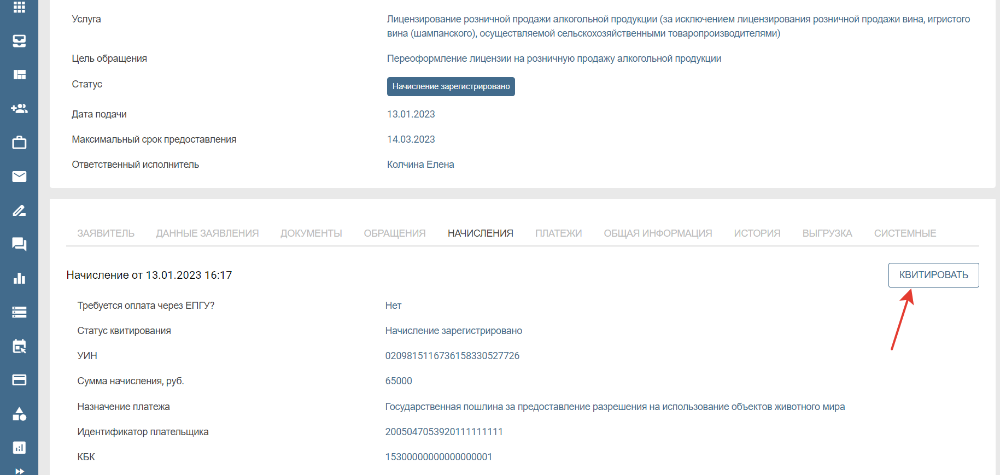 Услуга
Лицензирование розничной продажи алкогольной продукции (за исключением лицензирования розничной продажи вина, игристого
вина (шампанского), осуществляемой сельскохозяйственными товаропроизводителями)
Цель обращения
Переоформление лицензии на розничную продажу алкогольной продукции
Статус
Начисление зарегистрировано
Дата подачи
13.01.2023
Максимальный срок предоставления
14.03.2023
Ответственный исполнитель
Колчина Елена
ЗАЯВИТЕЛЬ ДАННЫЕ ЗАЯВЛЕНИЯ ДОКУМЕНТЫ ОБРАЩЕНИЯ НАЧИСЛЕНИЯ ПЛАТЕЖИ ОБЩАЯ ИНФОРМАЦИЯ ИСТОРИЯ ВЫГРУЗКА СИСТЕМНЫЕ
Начисление от 13.01.2023 16:17
КВИТИРОВАТЬ
Требуется оплата через ЕПГУ?
Нет
Статус квитирования
Начисление зарегистрировано
УИН
0209815116736158330527726
Сумма начисления, руб.
65000
Назначение платежа
Государственная пошлина за предоставление разрешения на использование объектов животного мира
Идентификатор плательщика
2005047053920111111111
КБК
15300000000000000001